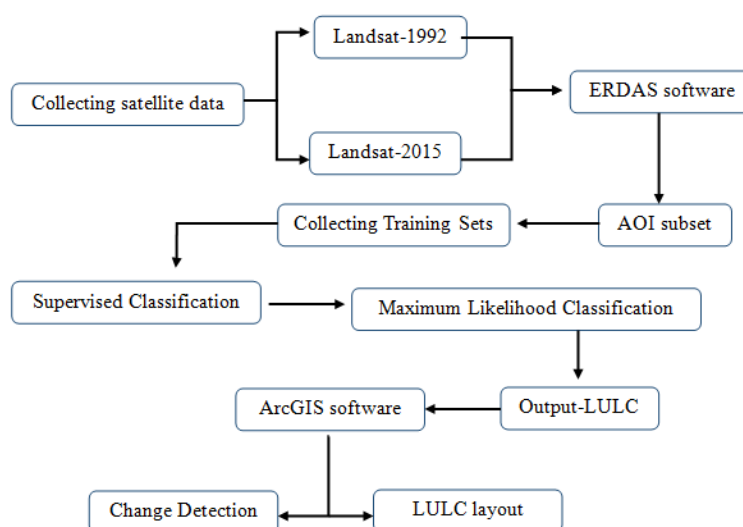 Landsat-1992
Collecting satellite data
ERDAS software
Landsat-2015
Collecting Training Sets
AOI subset
Supervised Classification
Maximum Likelihood Classification
ArcGIS software
Output-LULC
Change Detection
LULC layout